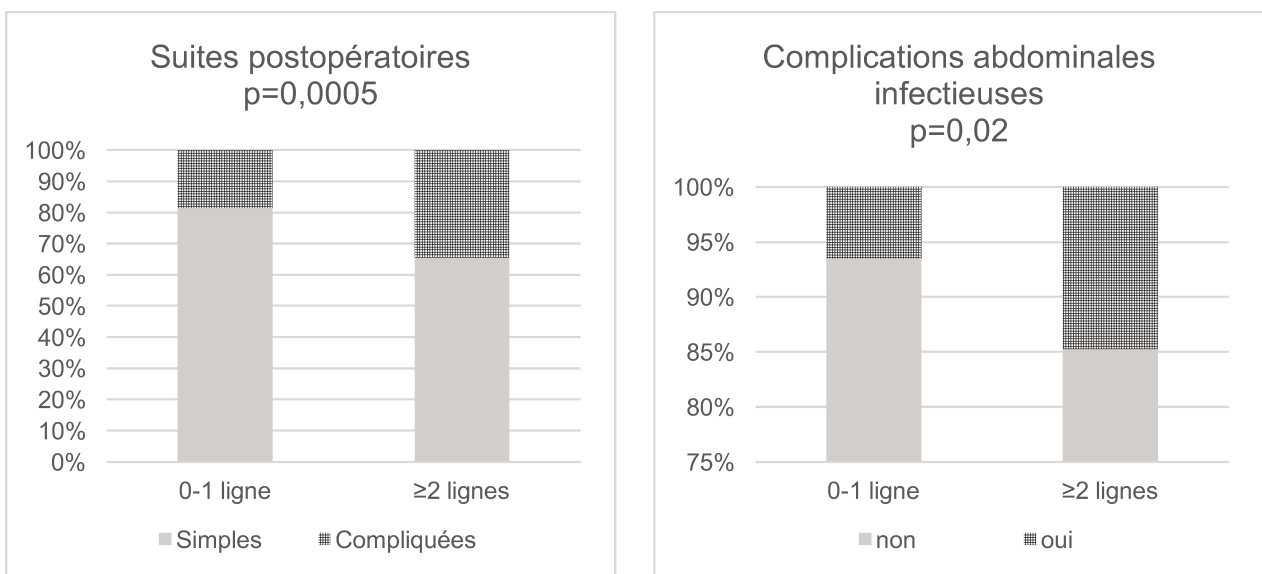 Suites postopératoires
p=0,0005
100%
90%
80%
70%
60%
50%
40%
30%
20%
10%
0%
0-1 ligne ≥2 lignes
Simples Compliquées
Complications abdominales
infectieuses
p=0,02
100%
95%
90%
85%
80%
75%
0-1 ligne ≥2 lignes
non oui